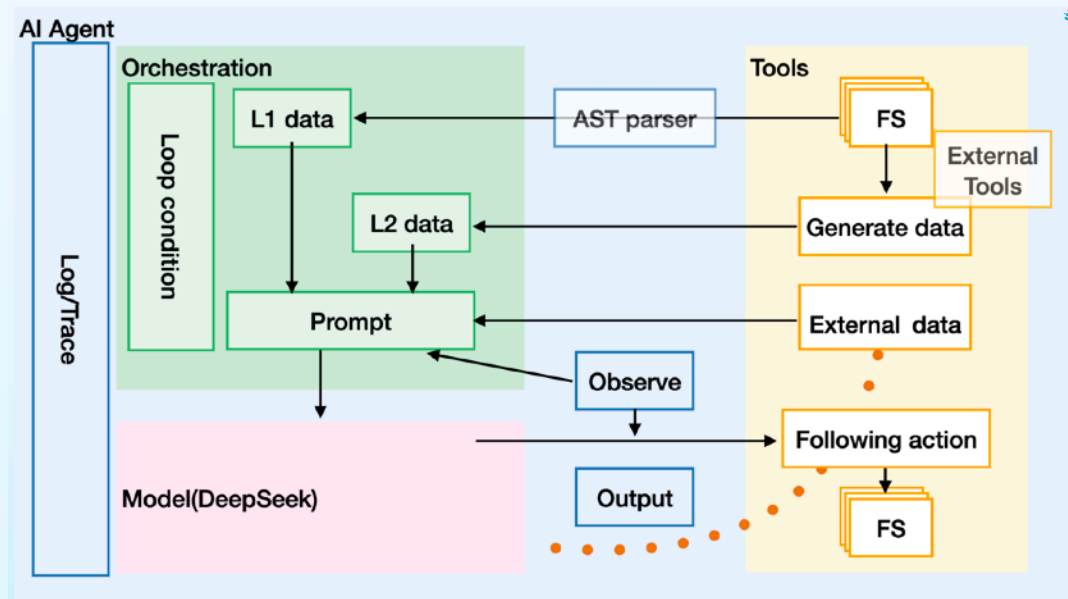 AI Agent
Log/Trace
Orchestration
Loop condition
L1 data
L2 data
Prompt
Model(DeepSeek)
AST parser
Observe
Output
Tools
FS
External
Tools
Generate data
External data
Following action
FS